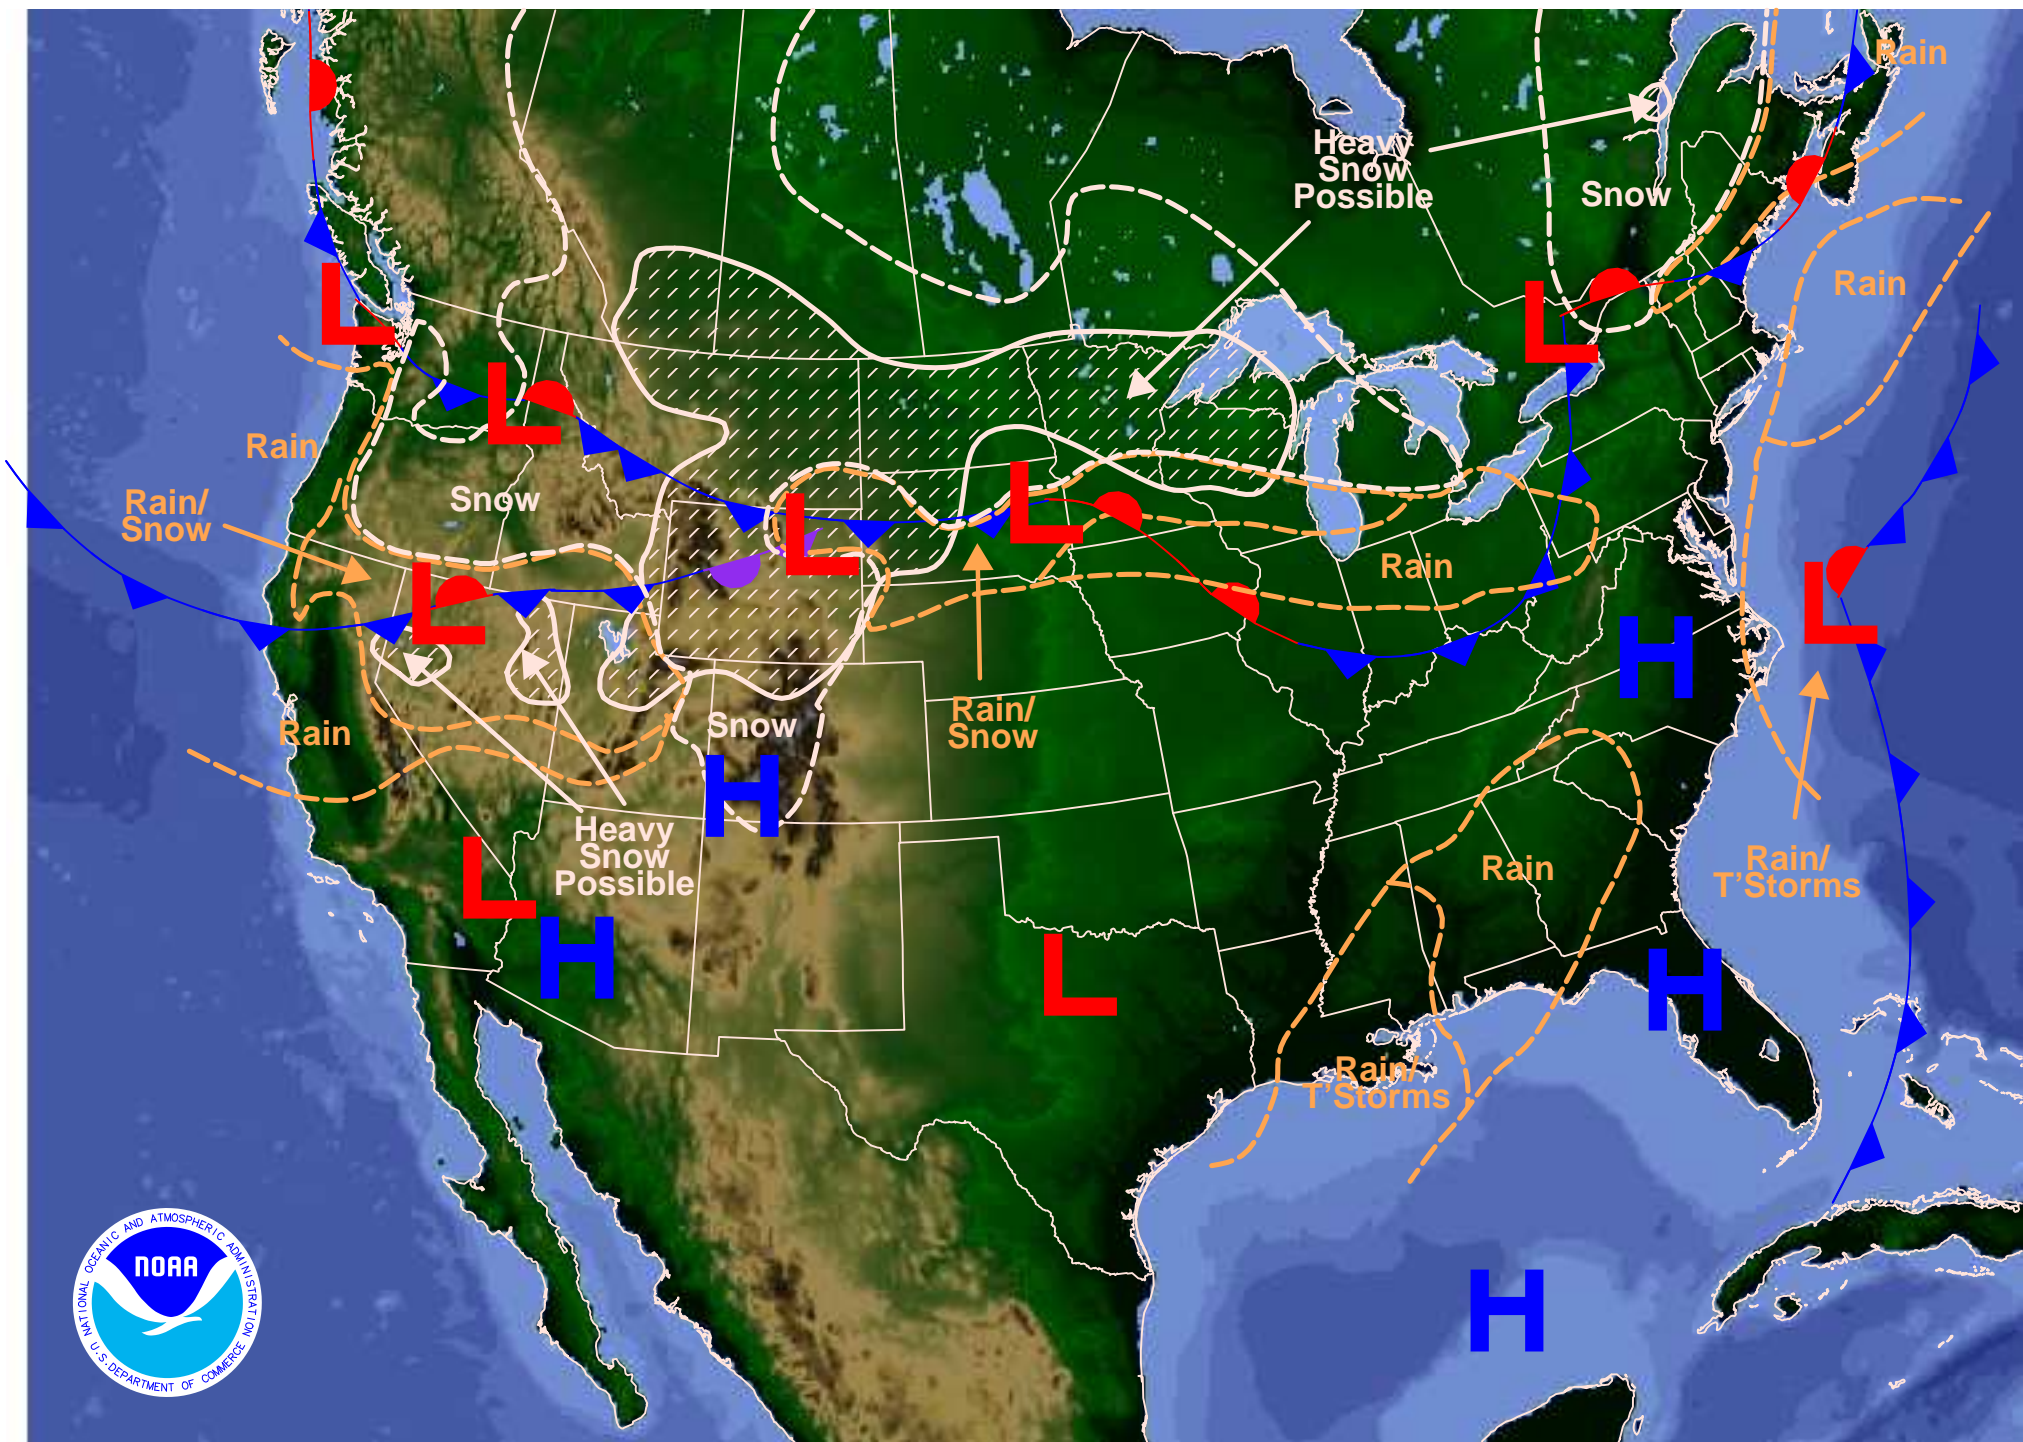 Rain
Heavy
Snow
Possible
Snow
Rain
L
L
L
Rain
Rain/
Snow
Snow
L
L
Rain
L
L
H
Rain
Snow
Rain/
Snow
H
Heavy
Snow
Possible
L
H
L
Rain
Rain/
T'Storms
H
Rain/
T'Storms
H
NOAA
NATIONAL OCEANIC AND ATMOSPHERIC ADMINISTRATION
U.S. DEPARTMENT OF COMMERCE